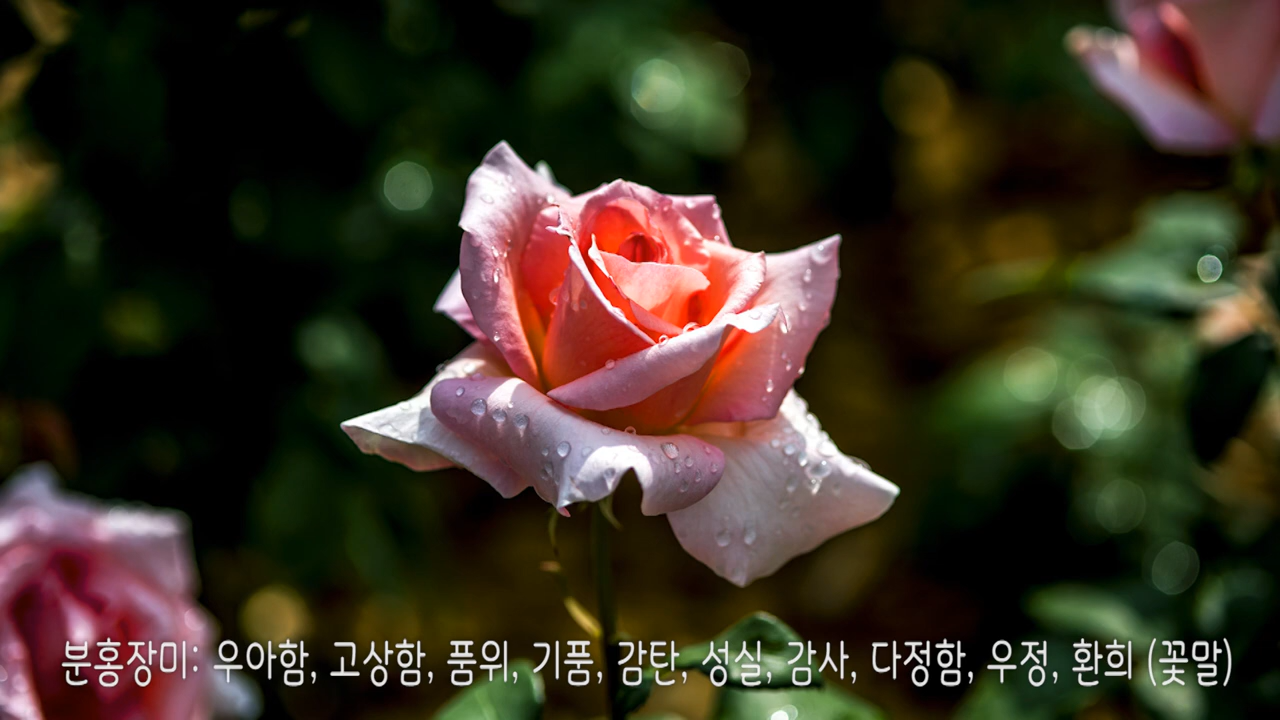 분홍장미: 우아함, 고상함, 품위, 기품, 감탄, 성실, 감사, 다정함, 우정, 환희 (꽃말)